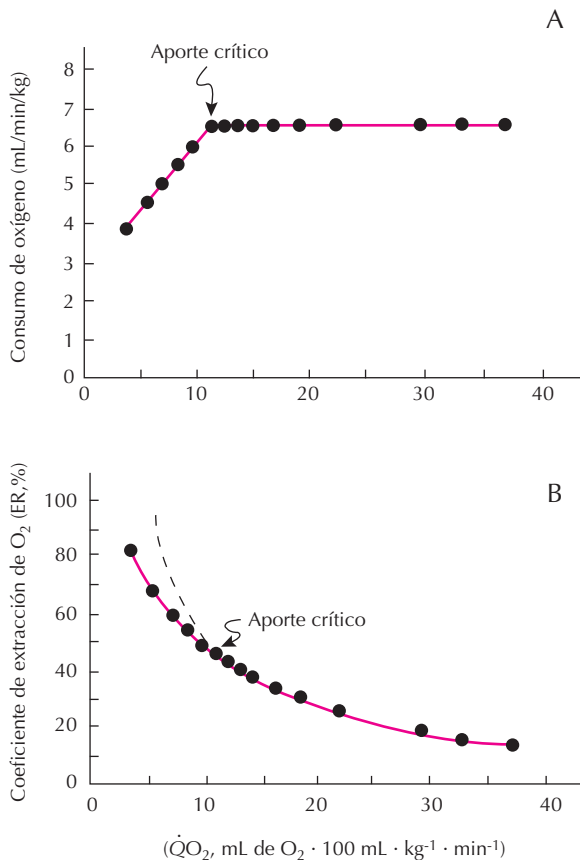 A
Aporte crítico
Consumo de oxígeno (mL/min/kg)
8
7
6
5
4
3
2
1
0
0 10 20 30 40
B
Coeficiente de extracción de O₂ (ER,%)
100
80
60
40
20
0
Aporte crítico
0 10 20 30 40
(Q̇O₂, mL de O₂ · 100 mL · kg⁻¹ · min⁻¹)